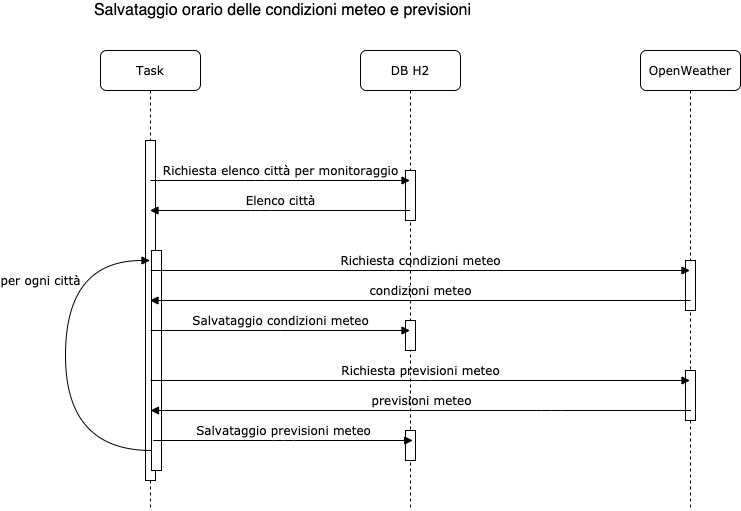 Salvataggio orario delle condizioni meteo e previsioni
Task
DB H2
OpenWeather
Richiesta elenco città per monitoraggio
Elenco città
Richiesta condizioni meteo
per ogni città
condizioni meteo
Salvataggio condizioni meteo
Richiesta previsioni meteo
previsioni meteo
Salvataggio previsioni meteo